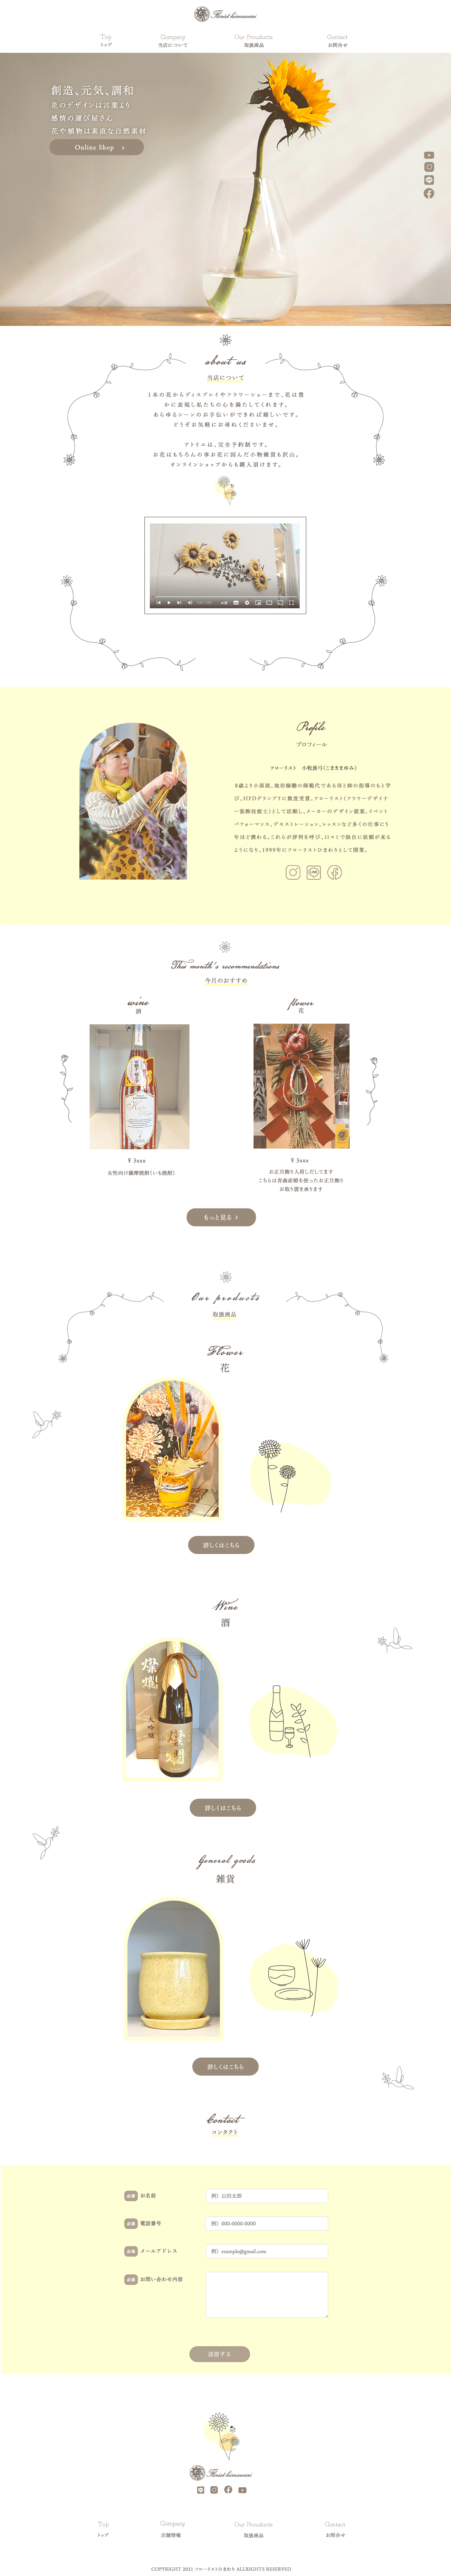 Florist himawari
Top
Company
Our Prouducts
Contact
トップ
当店について
取扱商品
お問合せ
創造、元気、調和
花のデザインは言葉より
感情の運び屋さん
花や植物は素直な自然素材
Online Shop
about us
当店について
1本の花からディスプレイやフラワーショーまで、花は豊
かに表現し私たちの心を満たしてくれます。
あらゆるシーンのお手伝いができれば嬉しいです。
どうぞお気軽にお尋ねくださいませ。
アトリエは、完全予約制です。
お花はもちろんの事お花に因んだ小物雑貨も沢山。
オンラインショップからも購入頂けます。
Profile
プロフィール
フローリスト 小牧真弓(こまきまゆみ)
8歳より小原流、池坊師範代である母と姉の指導のもと学
び、HFDグランプリに数度受賞。フローリスト(フラワーデザイナ
ー装飾技能士)として活動し、メーカーのデザイン提案、イベント
パフォーマンス、デモストレーション、レッスンなど多くの仕事に5
年ほど携わる。これらが評判を呼び、口コミで独自に依頼が来る
ようになり、1999年にフローリストひまわりとして開業。
LINE
This month's recommendations
今月のおすすめ
wine
酒
flower
花
¥ 3xxx
女性向け薩摩焼酎(いも焼酎)
¥ 3xxx
お正月飾り入荷しだしてます
こちらは青森産稲を使ったお正月飾り
お取り置き承ります
もっと見る
Our products
取扱商品
Flower
花
詳しくはこちら
Wine
酒
燦爛
大吟醸
詳しくはこちら
General goods
雑貨
詳しくはこちら
Contact
コンタクト
必須 お名前 例）山田太郎
必須 電話番号 例）000-0000-0000
必須 メールアドレス 例）example@gmail.com
必須 お問い合わせ内容
送信する
Florist himawari
Top
Company
Our Prouducts
Contact
トップ
店舗情報
取扱商品
お問合せ
COPYRIGHT 2021 フローリストひまわり ALLRIGHTS RESERVED